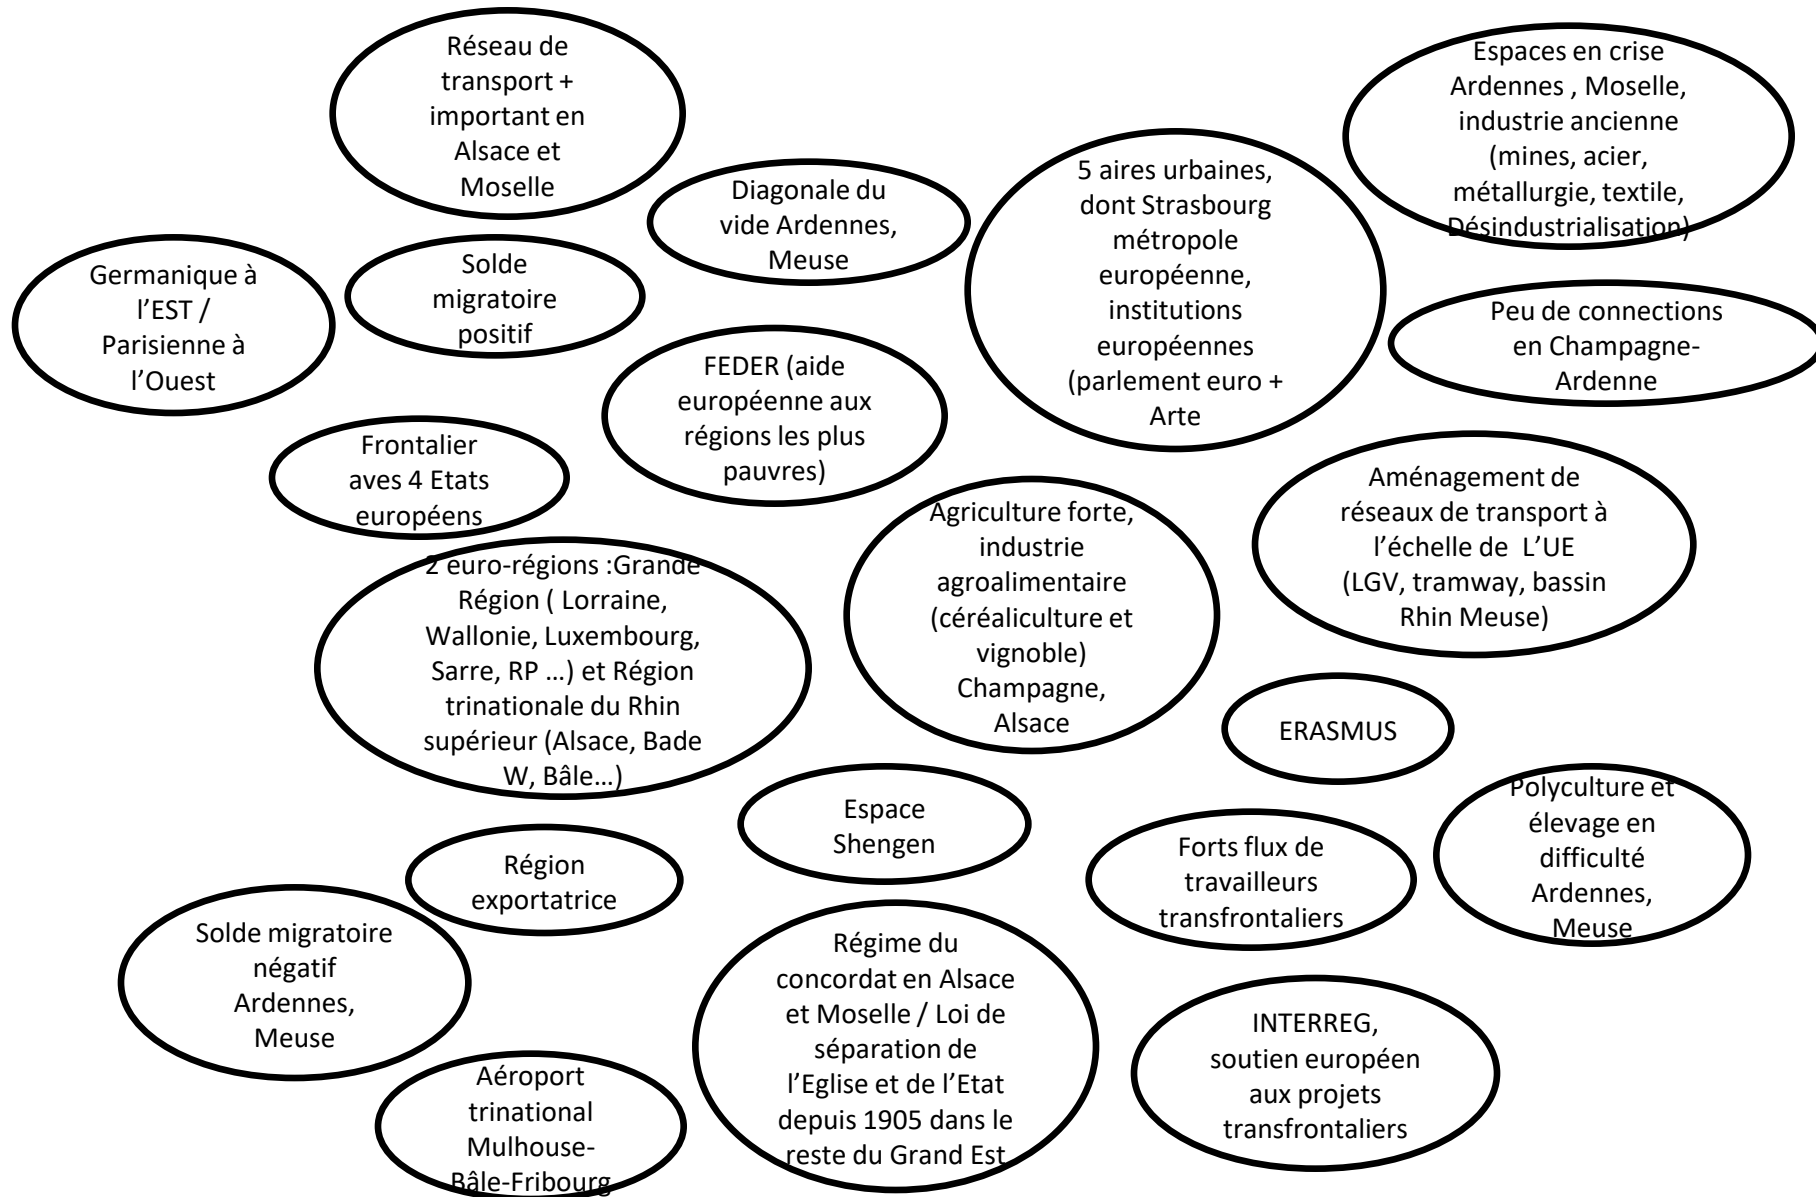 Réseau de
transport +
important en
Alsace et
Moselle
Espaces en crise
Ardennes , Moselle,
industrie ancienne
(mines, acier,
métallurgie, textile,
Désindustrialisation)
Diagonale du
vide Ardennes,
Meuse
5 aires urbaines,
dont Strasbourg
métropole
européenne,
institutions
européennes
(parlement euro +
Arte
Germanique à
l’EST /
Parisienne à
l’Ouest
Solde
migratoire
positif
Peu de connections
en Champagne-
Ardenne
FEDER (aide
européenne aux
régions les plus
pauvres)
Frontalier
aves 4 Etats
européens
Aménagement de
réseaux de transport à
l’échelle de L’UE
(LGV, tramway, bassin
Rhin Meuse)
Agriculture forte,
industrie
agroalimentaire
(céréaliculture et
vignoble)
Champagne,
Alsace
2 euro-régions :Grande
Région ( Lorraine,
Wallonie, Luxembourg,
Sarre, RP …) et Région
trinationale du Rhin
supérieur (Alsace, Bade
W, Bâle…)
ERASMUS
Espace
Shengen
Polyculture et
élevage en
difficulté
Ardennes,
Meuse
Région
exportatrice
Forts flux de
travailleurs
transfrontaliers
Solde migratoire
négatif
Ardennes,
Meuse
Régime du
concordat en Alsace
et Moselle / Loi de
séparation de
l’Eglise et de l’Etat
depuis 1905 dans le
reste du Grand Est
INTERREG,
soutien européen
aux projets
transfrontaliers
Aéroport
trinational
Mulhouse-
Bâle-Fribourg